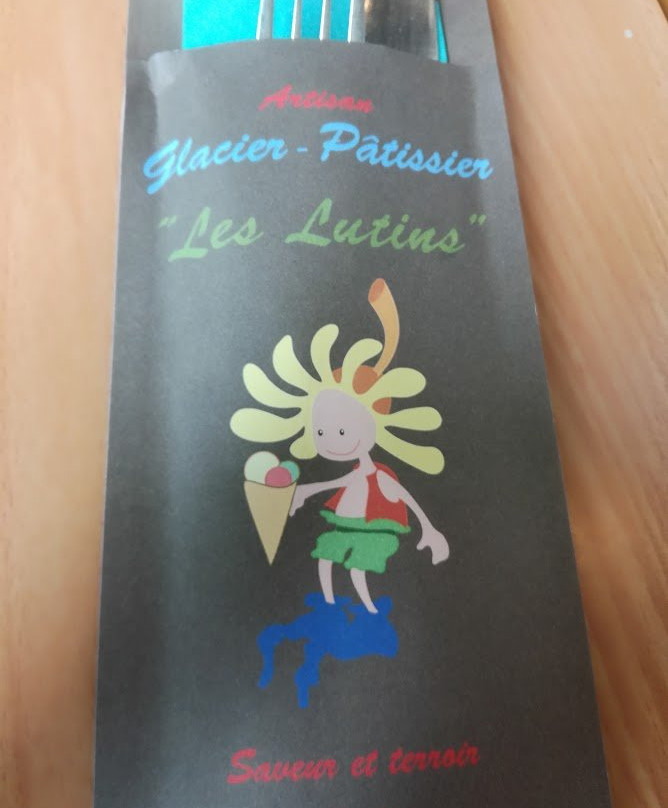 Artisan
Glacier - Pâtissier
"Les Lutins"
Saveur et terroir